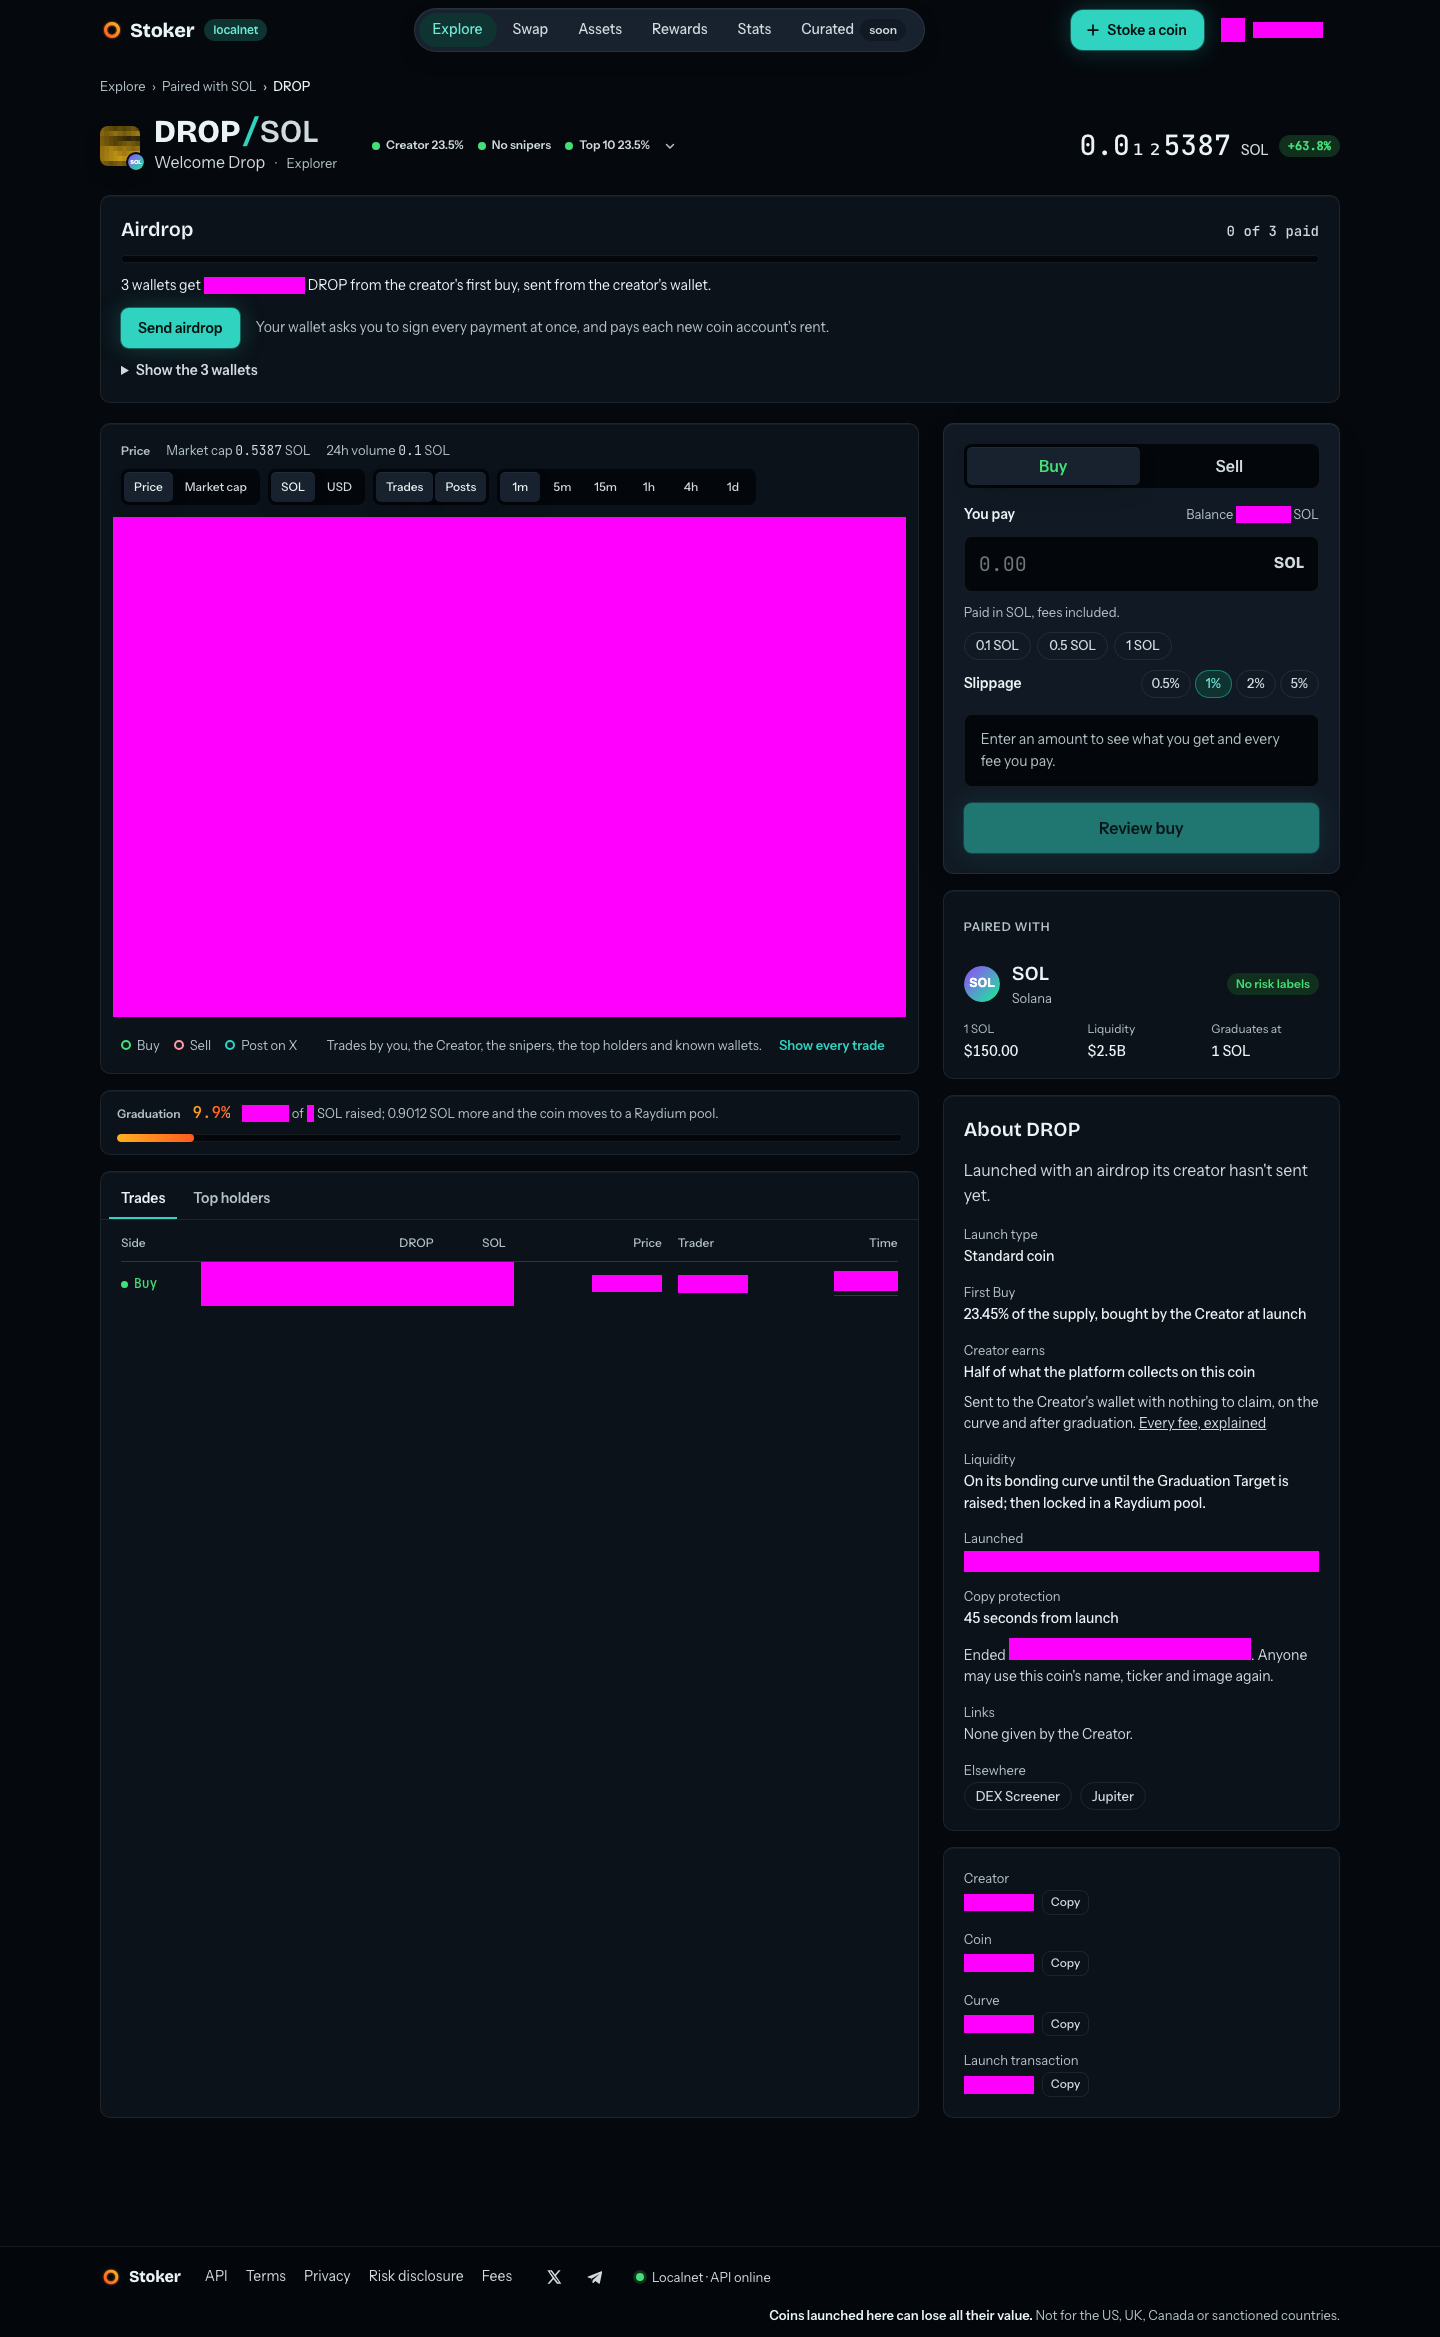 Stoker localnet
Explore Swap Assets Rewards Stats Curated soon
+ Stoke a coin
Explore › Paired with SOL › DROP
DROP/SOL
Welcome Drop · Explorer
Creator 23.5% No snipers Top 10 23.5%
0.0₁₂5387 SOL +63.8%
SOL
Airdrop
0 of 3 paid
3 wallets get DROP from the creator's first buy, sent from the creator's wallet.
Send airdrop Your wallet asks you to sign every payment at once, and pays each new coin account's rent.
Show the 3 wallets
Price Market cap 0.5387 SOL 24h volume 0.1 SOL
Price Market cap SOL USD Trades Posts 1m 5m 15m 1h 4h 1d
Buy Sell Post on X Trades by you, the Creator, the snipers, the top holders and known wallets. Show every trade
Graduation 9.9% of SOL raised; 0.9012 SOL more and the coin moves to a Raydium pool.
Trades Top holders
Side DROP SOL Price Trader Time
Buy
Buy Sell
You pay Balance SOL
0.00 SOL
Paid in SOL, fees included.
0.1 SOL 0.5 SOL 1 SOL
Slippage 0.5% 1% 2% 5%
Enter an amount to see what you get and every
fee you pay.
Review buy
PAIRED WITH
SOL SOL
Solana
No risk labels
1 SOL Liquidity Graduates at
$150.00 $2.5B 1 SOL
About DROP
Launched with an airdrop its creator hasn't sent
yet.
Launch type
Standard coin
First Buy
23.45% of the supply, bought by the Creator at launch
Creator earns
Half of what the platform collects on this coin
Sent to the Creator's wallet with nothing to claim, on the
curve and after graduation. Every fee, explained
Liquidity
On its bonding curve until the Graduation Target is
raised; then locked in a Raydium pool.
Launched
Copy protection
45 seconds from launch
Ended . Anyone
may use this coin's name, ticker and image again.
Links
None given by the Creator.
Elsewhere
DEX Screener Jupiter
Creator
Copy
Coin
Copy
Curve
Copy
Launch transaction
Copy
Stoker API Terms Privacy Risk disclosure Fees Localnet · API online
Coins launched here can lose all their value. Not for the US, UK, Canada or sanctioned countries.